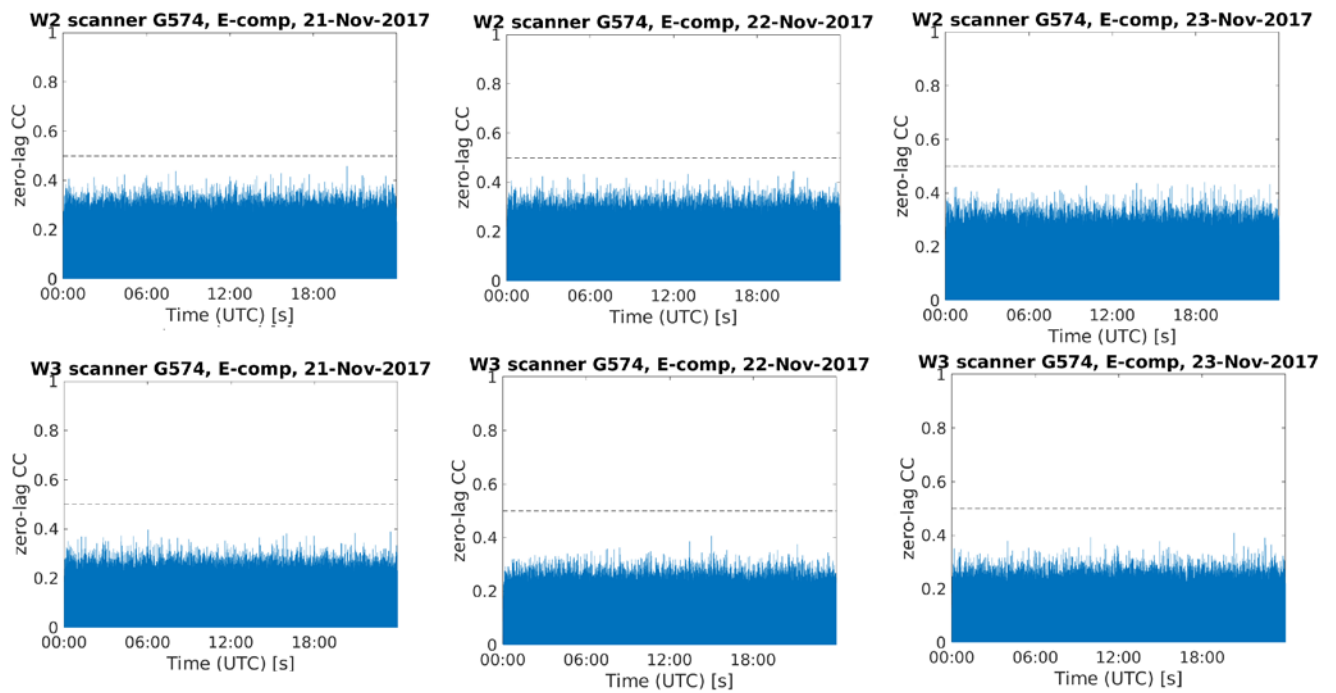 W2 scanner G574, E-comp, 21-Nov-2017
1
0.8
0.6
0.4
0.2
0
zero-lag CC
00:00 06:00 12:00 18:00
Time (UTC) [s]
W2 scanner G574, E-comp, 22-Nov-2017
1
0.8
0.6
0.4
0.2
0
zero-lag CC
00:00 06:00 12:00 18:00
Time (UTC) [s]
W2 scanner G574, E-comp, 23-Nov-2017
1
0.8
0.6
0.4
0.2
0
zero-lag CC
00:00 06:00 12:00 18:00
Time (UTC) [s]
W3 scanner G574, E-comp, 21-Nov-2017
1
0.8
0.6
0.4
0.2
0
zero-lag CC
00:00 06:00 12:00 18:00
Time (UTC) [s]
W3 scanner G574, E-comp, 22-Nov-2017
1
0.8
0.6
0.4
0.2
0
zero-lag CC
00:00 06:00 12:00 18:00
Time (UTC) [s]
W3 scanner G574, E-comp, 23-Nov-2017
1
0.8
0.6
0.4
0.2
0
zero-lag CC
00:00 06:00 12:00 18:00
Time (UTC) [s]